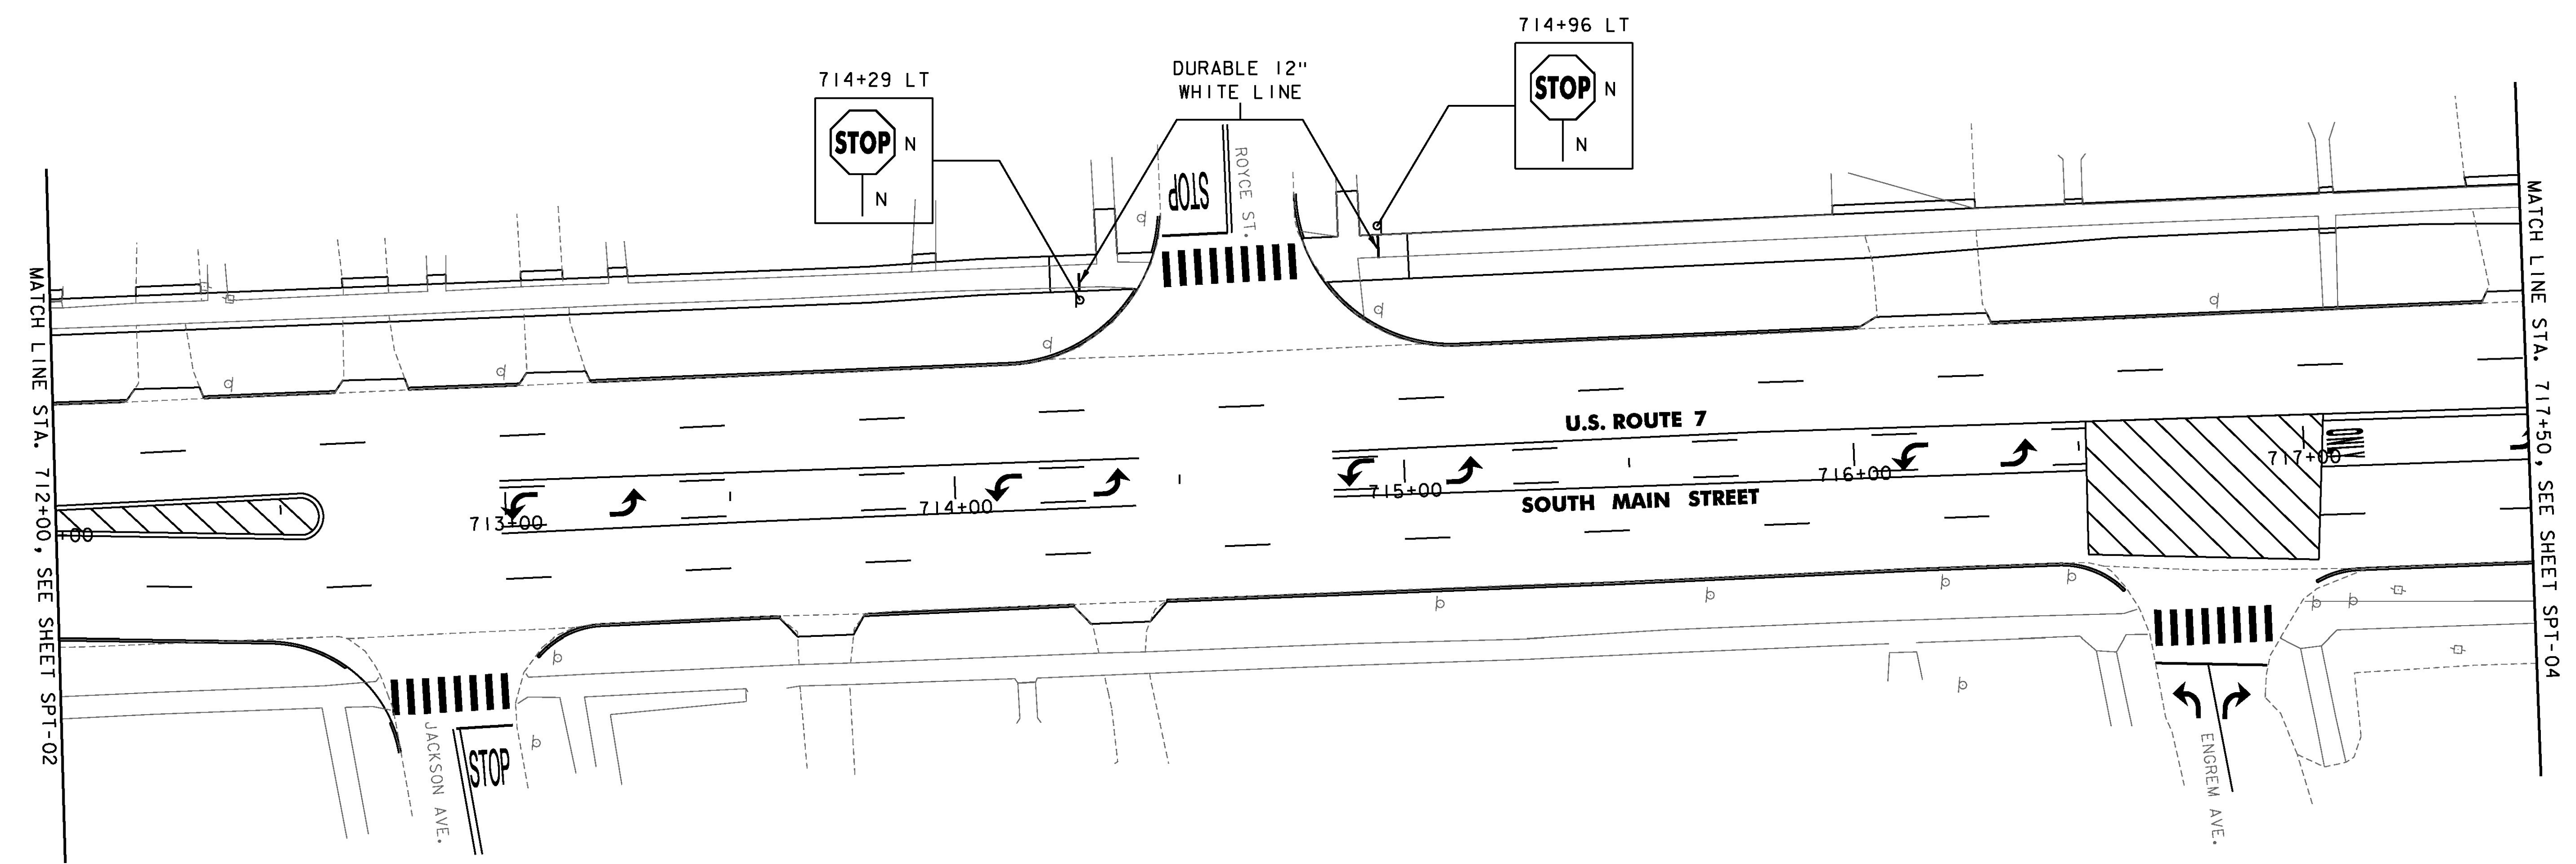 714+96 LT
STOP N
N
714+29 LT
STOP N
N
DURABLE 12"
WHITE LINE
STOP
ROYCE ST.
MATCH LINE STA. 712+00, SEE SHEET SPT-02
MATCH LINE STA. 717+50, SEE SHEET SPT-04
U.S. ROUTE 7
SOUTH MAIN STREET
+00
713+00
714+00
715+00
716+00
717+00
ONLY
JACKSON AVE.
STOP
ENGREM AVE.